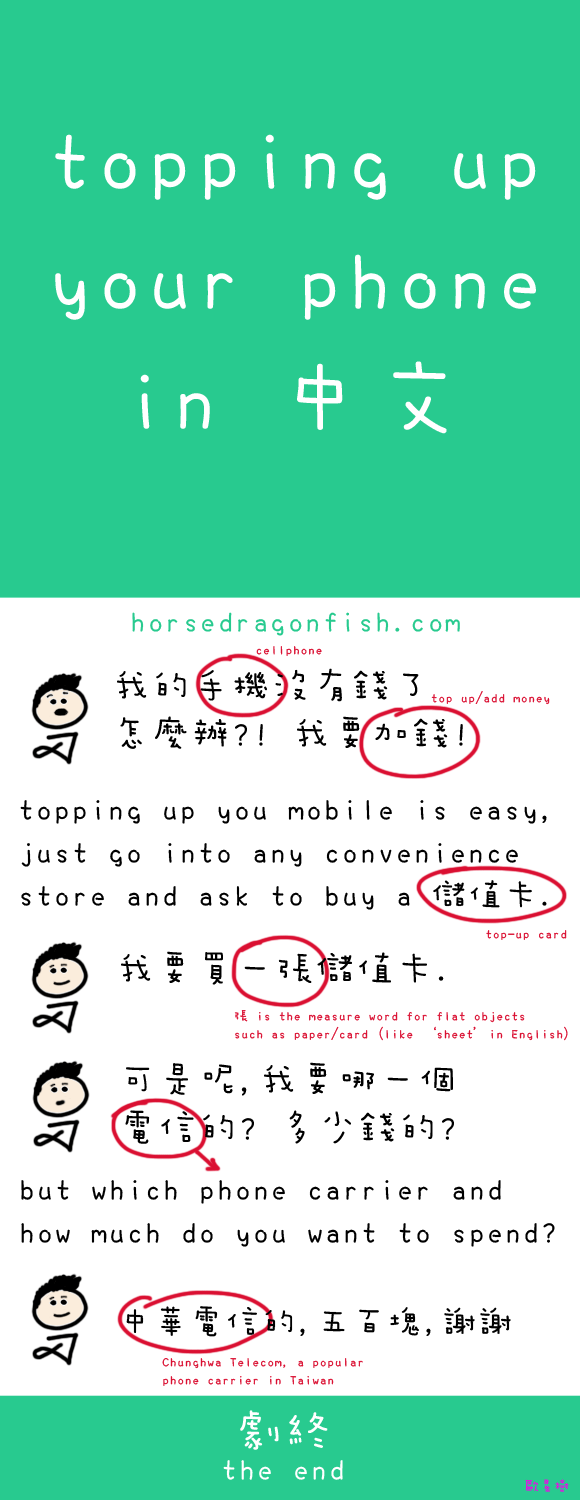 topping up
your phone
in 中文
horsedragonfish.com
cellphone
我的手機沒有錢了
top up/add money
怎麼辦?! 我要加錢!
topping up you mobile is easy,
just go into any convenience
store and ask to buy a 儲值卡.
top-up card
我要買一張儲值卡.
張 is the measure word for flat objects
such as paper/card (like 'sheet' in English)
可是呢,我要哪一個
電信的? 多少錢的?
but which phone carrier and
how much do you want to spend?
中華電信的,五百塊,謝謝
Chunghwa Telecom, a popular
phone carrier in Taiwan
劇終
the end